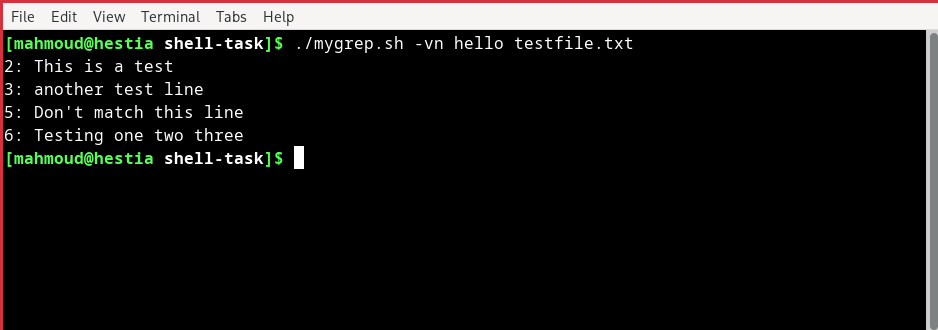 File Edit View Terminal Tabs Help
[mahmoud@hestia shell-task]$ ./mygrep.sh -vn hello testfile.txt
2: This is a test
3: another test line
5: Don't match this line
6: Testing one two three
[mahmoud@hestia shell-task]$